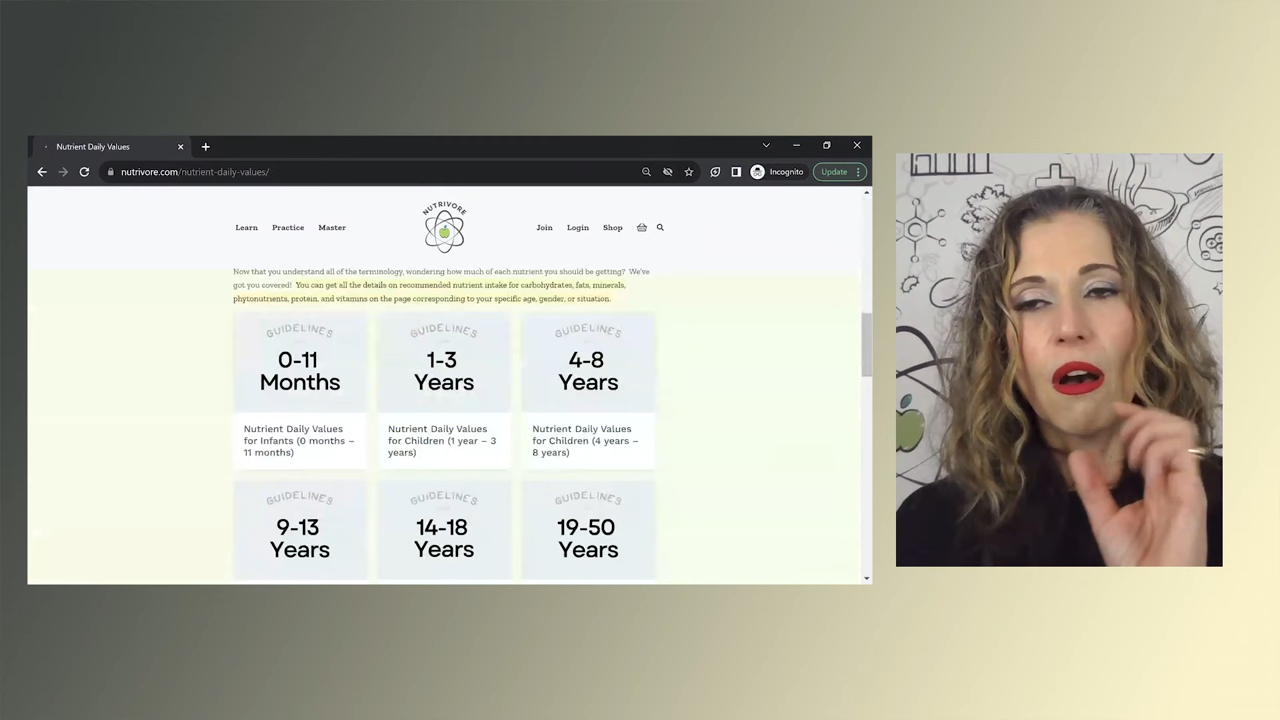 Nutrient Daily Values
nutrivore.com/nutrient-daily-values/
Incognito
Update
Learn Practice Master
NUTRIVORE
Join Login Shop
Now that you understand all of the terminology, wondering how much of each nutrient you should be getting? We've
got you covered! You can get all the details on recommended nutrient intake for carbohydrates, fats, minerals,
phytonutrients, protein, and vitamins on the page corresponding to your specific age, gender, or situation.
GUIDELINES
0-11
Months
Nutrient Daily Values
for Infants (0 months –
11 months)
GUIDELINES
1-3
Years
Nutrient Daily Values
for Children (1 year – 3
years)
GUIDELINES
4-8
Years
Nutrient Daily Values
for Children (4 years –
8 years)
GUIDELINES
9-13
Years
GUIDELINES
14-18
Years
GUIDELINES
19-50
Years